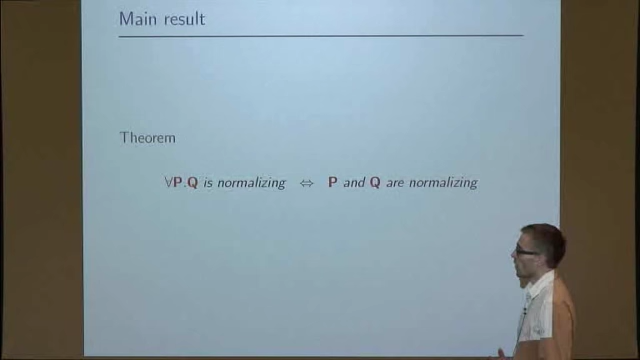 Main result
Theorem
∀P.Q is normalizing ⇔ P and Q are normalizing